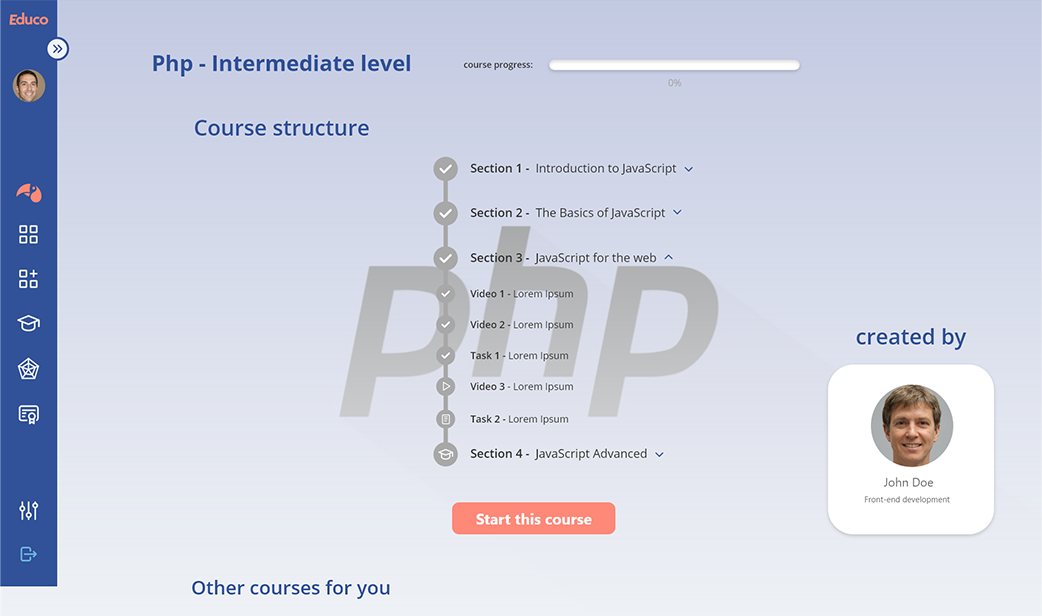 Educo
Php - Intermediate level
course progress:
0%
Course structure
Section 1 - Introduction to JavaScript
Section 2 - The Basics of JavaScript
Section 3 - JavaScript for the web
Video 1 - Lorem Ipsum
Video 2 - Lorem Ipsum
Task 1 - Lorem Ipsum
Video 3 - Lorem Ipsum
Task 2 - Lorem Ipsum
Section 4 - JavaScript Advanced
php
created by
John Doe
Front-end development
Start this course
Other courses for you